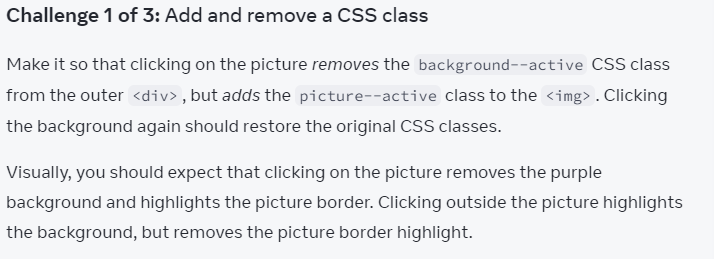 Challenge 1 of 3: Add and remove a CSS class
Make it so that clicking on the picture removes the background--active CSS class
from the outer <div>, but adds the picture--active class to the <img>. Clicking
the background again should restore the original CSS classes.
Visually, you should expect that clicking on the picture removes the purple
background and highlights the picture border. Clicking outside the picture highlights
the background, but removes the picture border highlight.